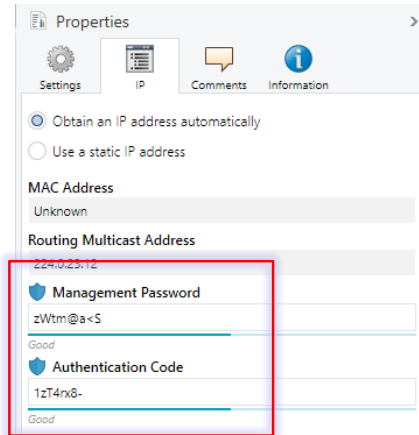 Properties
Settings IP Comments Information
Obtain an IP address automatically
Use a static IP address
MAC Address
Unknown
Routing Multicast Address
224.0.23.12
Management Password
zWtm@a<S
Good
Authentication Code
1zT4rx8-
Good